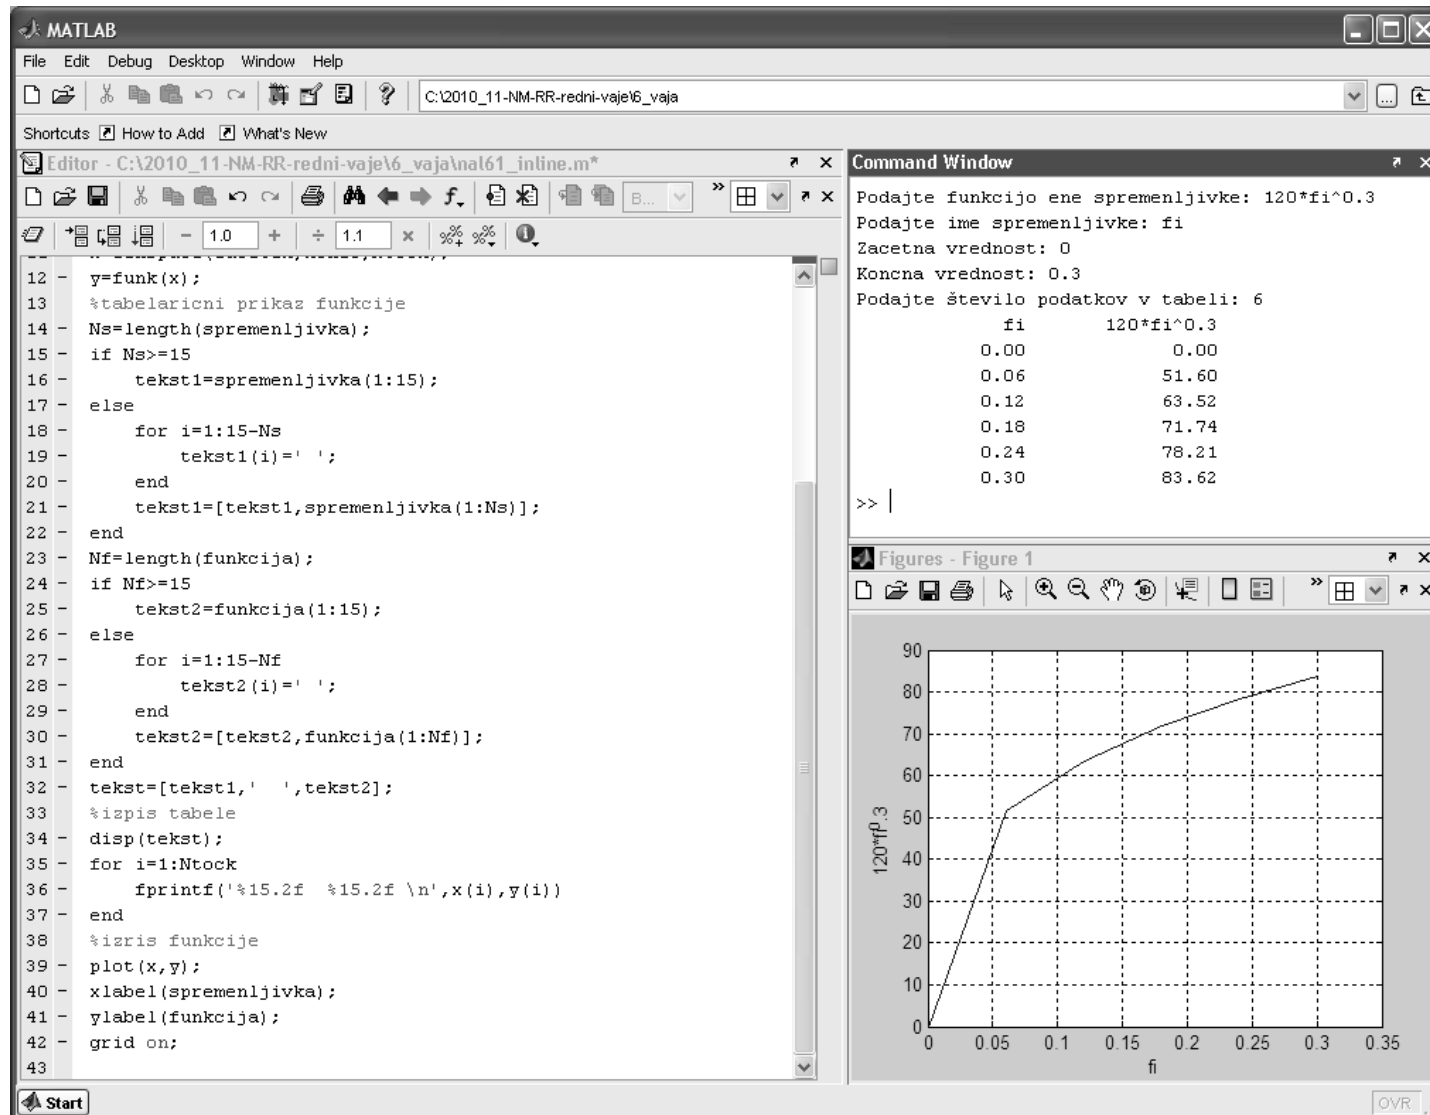 MATLAB
File Edit Debug Desktop Window Help
C:\2010_11-NM-RR-redni-vaje\6_vaja
Shortcuts How to Add What's New
Editor - C:\2010_11-NM-RR-redni-vaje\6_vaja\nal61_inline.m*
B...
1.0 + ÷ 1.1 ×
12 - y=funk(x);
13 %tabelaricni prikaz funkcije
14 - Ns=length(spremenljivka);
15 - if Ns>=15
16 - tekst1=spremenljivka(1:15);
17 - else
18 - for i=1:15-Ns
19 - tekst1(i)=' ';
20 - end
21 - tekst1=[tekst1,spremenljivka(1:Ns)];
22 - end
23 - Nf=length(funkcija);
24 - if Nf>=15
25 - tekst2=funkcija(1:15);
26 - else
27 - for i=1:15-Nf
28 - tekst2(i)=' ';
29 - end
30 - tekst2=[tekst2,funkcija(1:Nf)];
31 - end
32 - tekst=[tekst1,'  ',tekst2];
33 %izpis tabele
34 - disp(tekst);
35 - for i=1:Ntock
36 - fprintf('%15.2f  %15.2f \n',x(i),y(i))
37 - end
38 %izris funkcije
39 - plot(x,y);
40 - xlabel(spremenljivka);
41 - ylabel(funkcija);
42 - grid on;
43
Command Window
Podajte funkcijo ene spremenljivke: 120*fi^0.3
Podajte ime spremenljivke: fi
Zacetna vrednost: 0
Koncna vrednost: 0.3
Podajte število podatkov v tabeli: 6
fi 120*fi^0.3
0.00 0.00
0.06 51.60
0.12 63.52
0.18 71.74
0.24 78.21
0.30 83.62
>>
Figures - Figure 1
90
80
70
60
50
40
30
20
10
0
120*fi^0.3
0 0.05 0.1 0.15 0.2 0.25 0.3 0.35
fi
Start
OVR